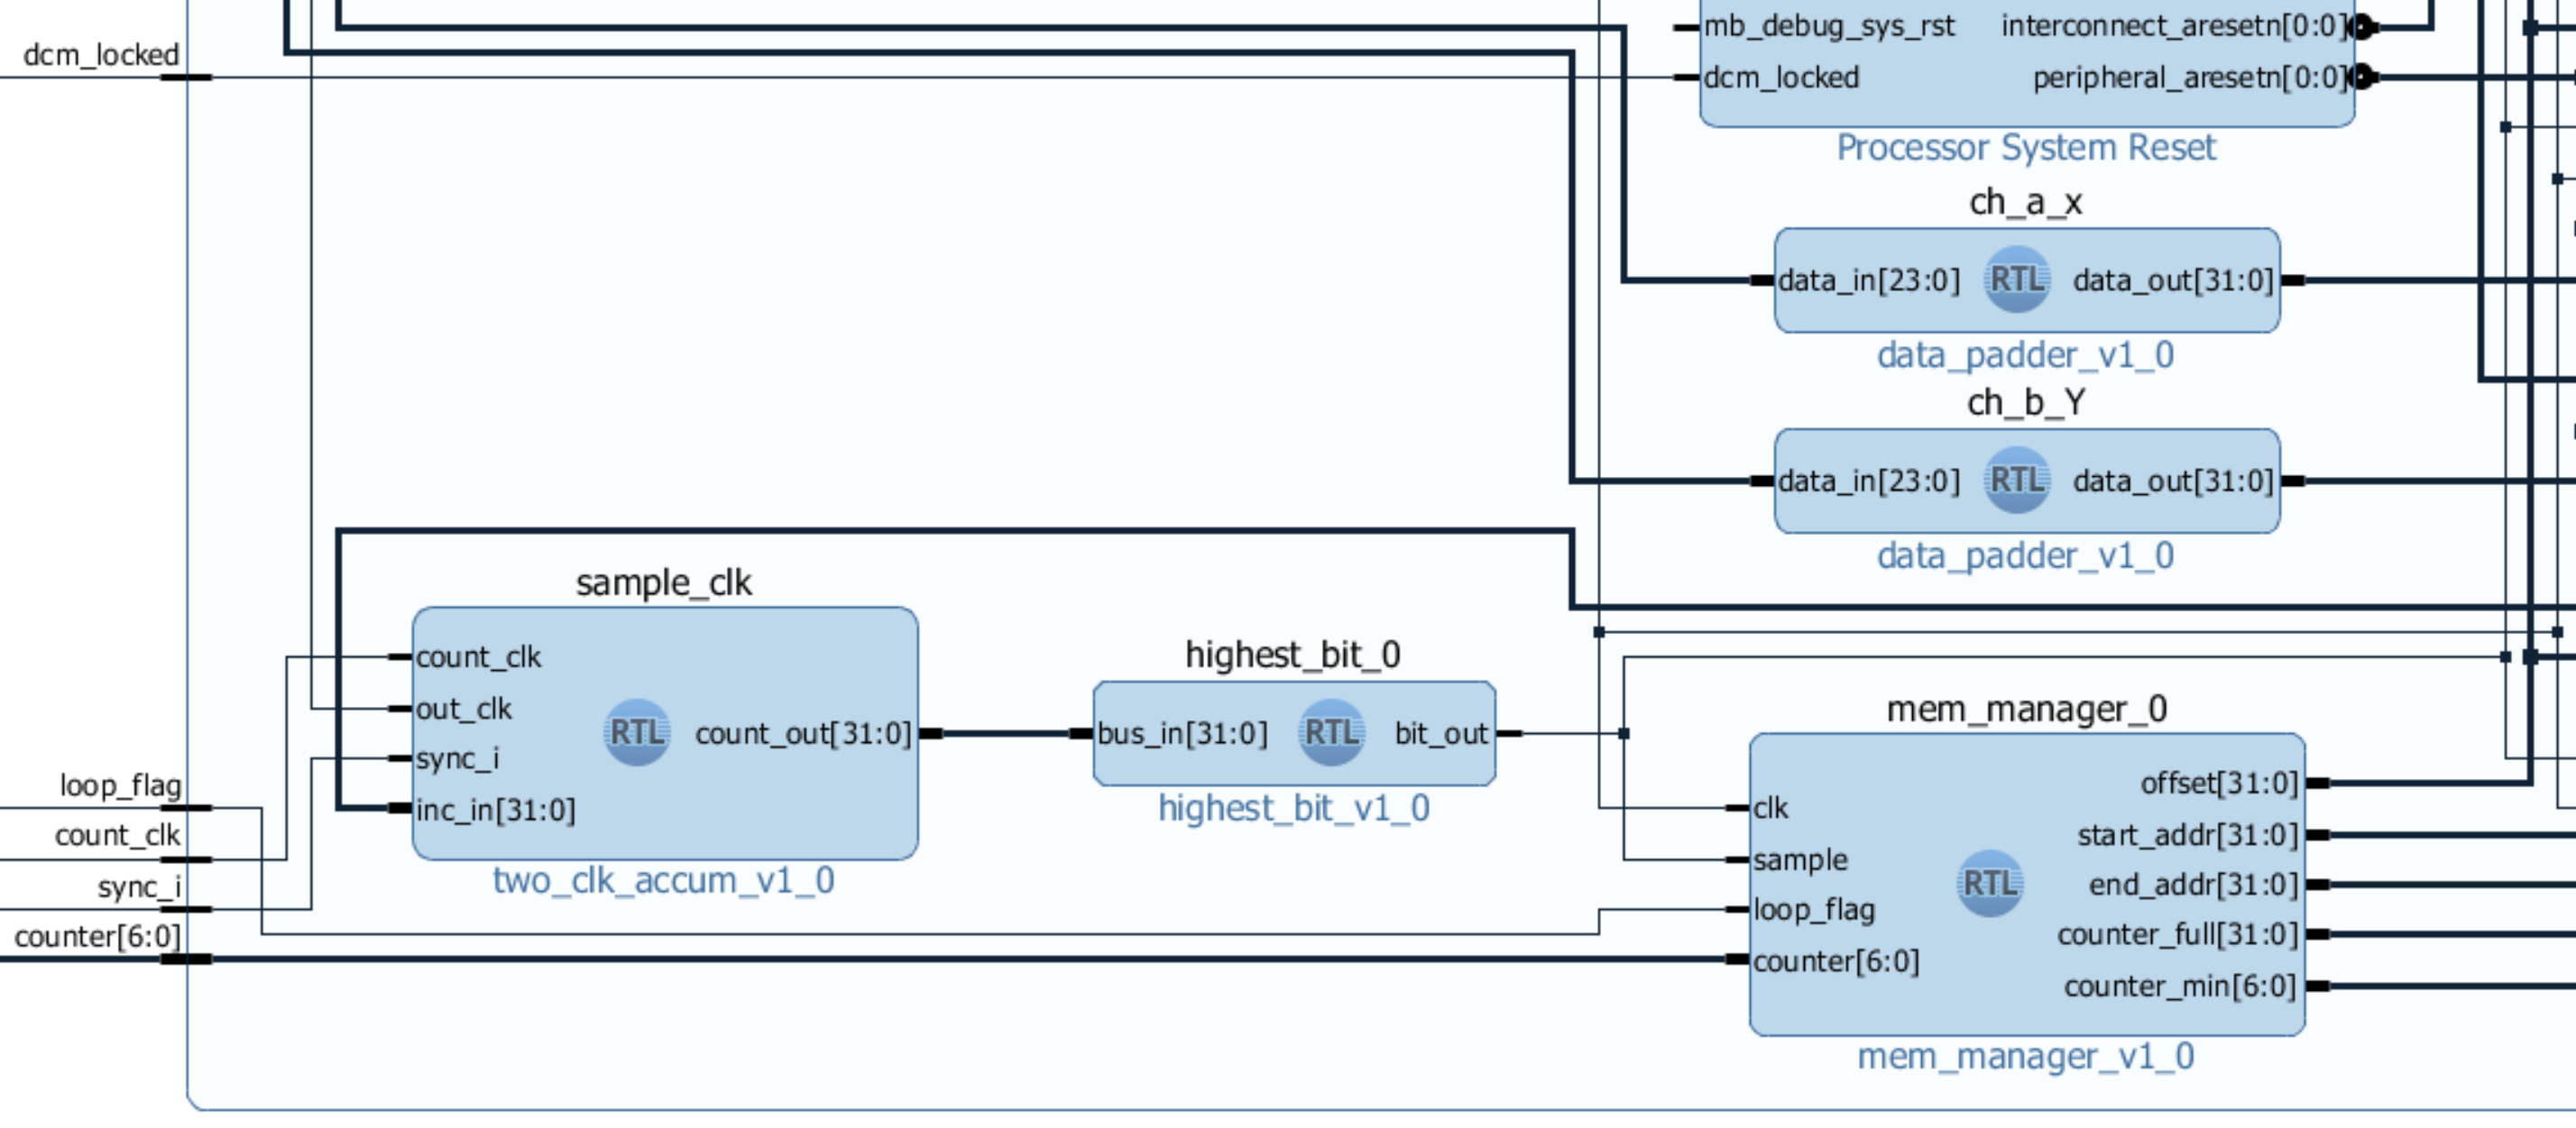 dcm_locked
mb_debug_sys_rst interconnect_aresetn[0:0]
dcm_locked peripheral_aresetn[0:0]
Processor System Reset
ch_a_x
data_in[23:0] RTL data_out[31:0]
data_padder_v1_0
ch_b_Y
data_in[23:0] RTL data_out[31:0]
data_padder_v1_0
sample_clk
count_clk
out_clk
RTL count_out[31:0]
sync_i
inc_in[31:0]
two_clk_accum_v1_0
highest_bit_0
bus_in[31:0] RTL bit_out
highest_bit_v1_0
loop_flag
count_clk
sync_i
counter[6:0]
mem_manager_0
offset[31:0]
clk
start_addr[31:0]
sample
RTL end_addr[31:0]
loop_flag
counter_full[31:0]
counter[6:0]
counter_min[6:0]
mem_manager_v1_0